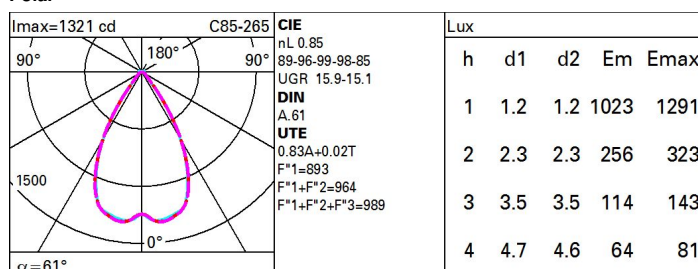 Imax=1321 cd C85-265
90° 180° 90°
1500
0°
α=61°
CIE
nL 0.85
89-96-99-98-85
UGR 15.9-15.1
DIN
A.61
UTE
0.83A+0.02T
F"1=893
F"1+F"2=964
F"1+F"2+F"3=989
Lux
h d1 d2 Em Emax
1 1.2 1.2 1023 1291
2 2.3 2.3 256 323
3 3.5 3.5 114 143
4 4.7 4.6 64 81